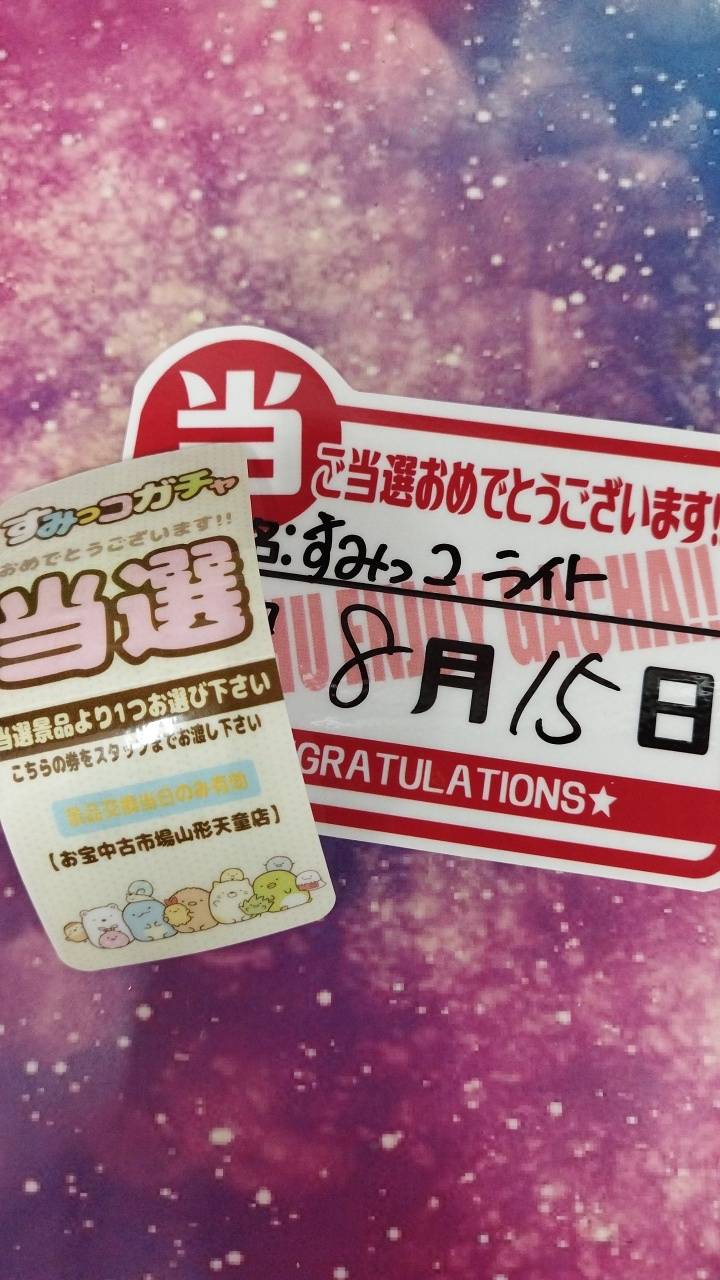 当
ご当選おめでとうございます!!
名:すみっコ ライト
ENJOY GACHA!!
8月15日
GRATULATIONS★
すみっコガチャ
おめでとうございます!!
当選
当選景品より1つお選び下さい
こちらの券をスタッフまでお渡し下さい
景品交換当日のみ有効
【お宝中古市場山形天童店】